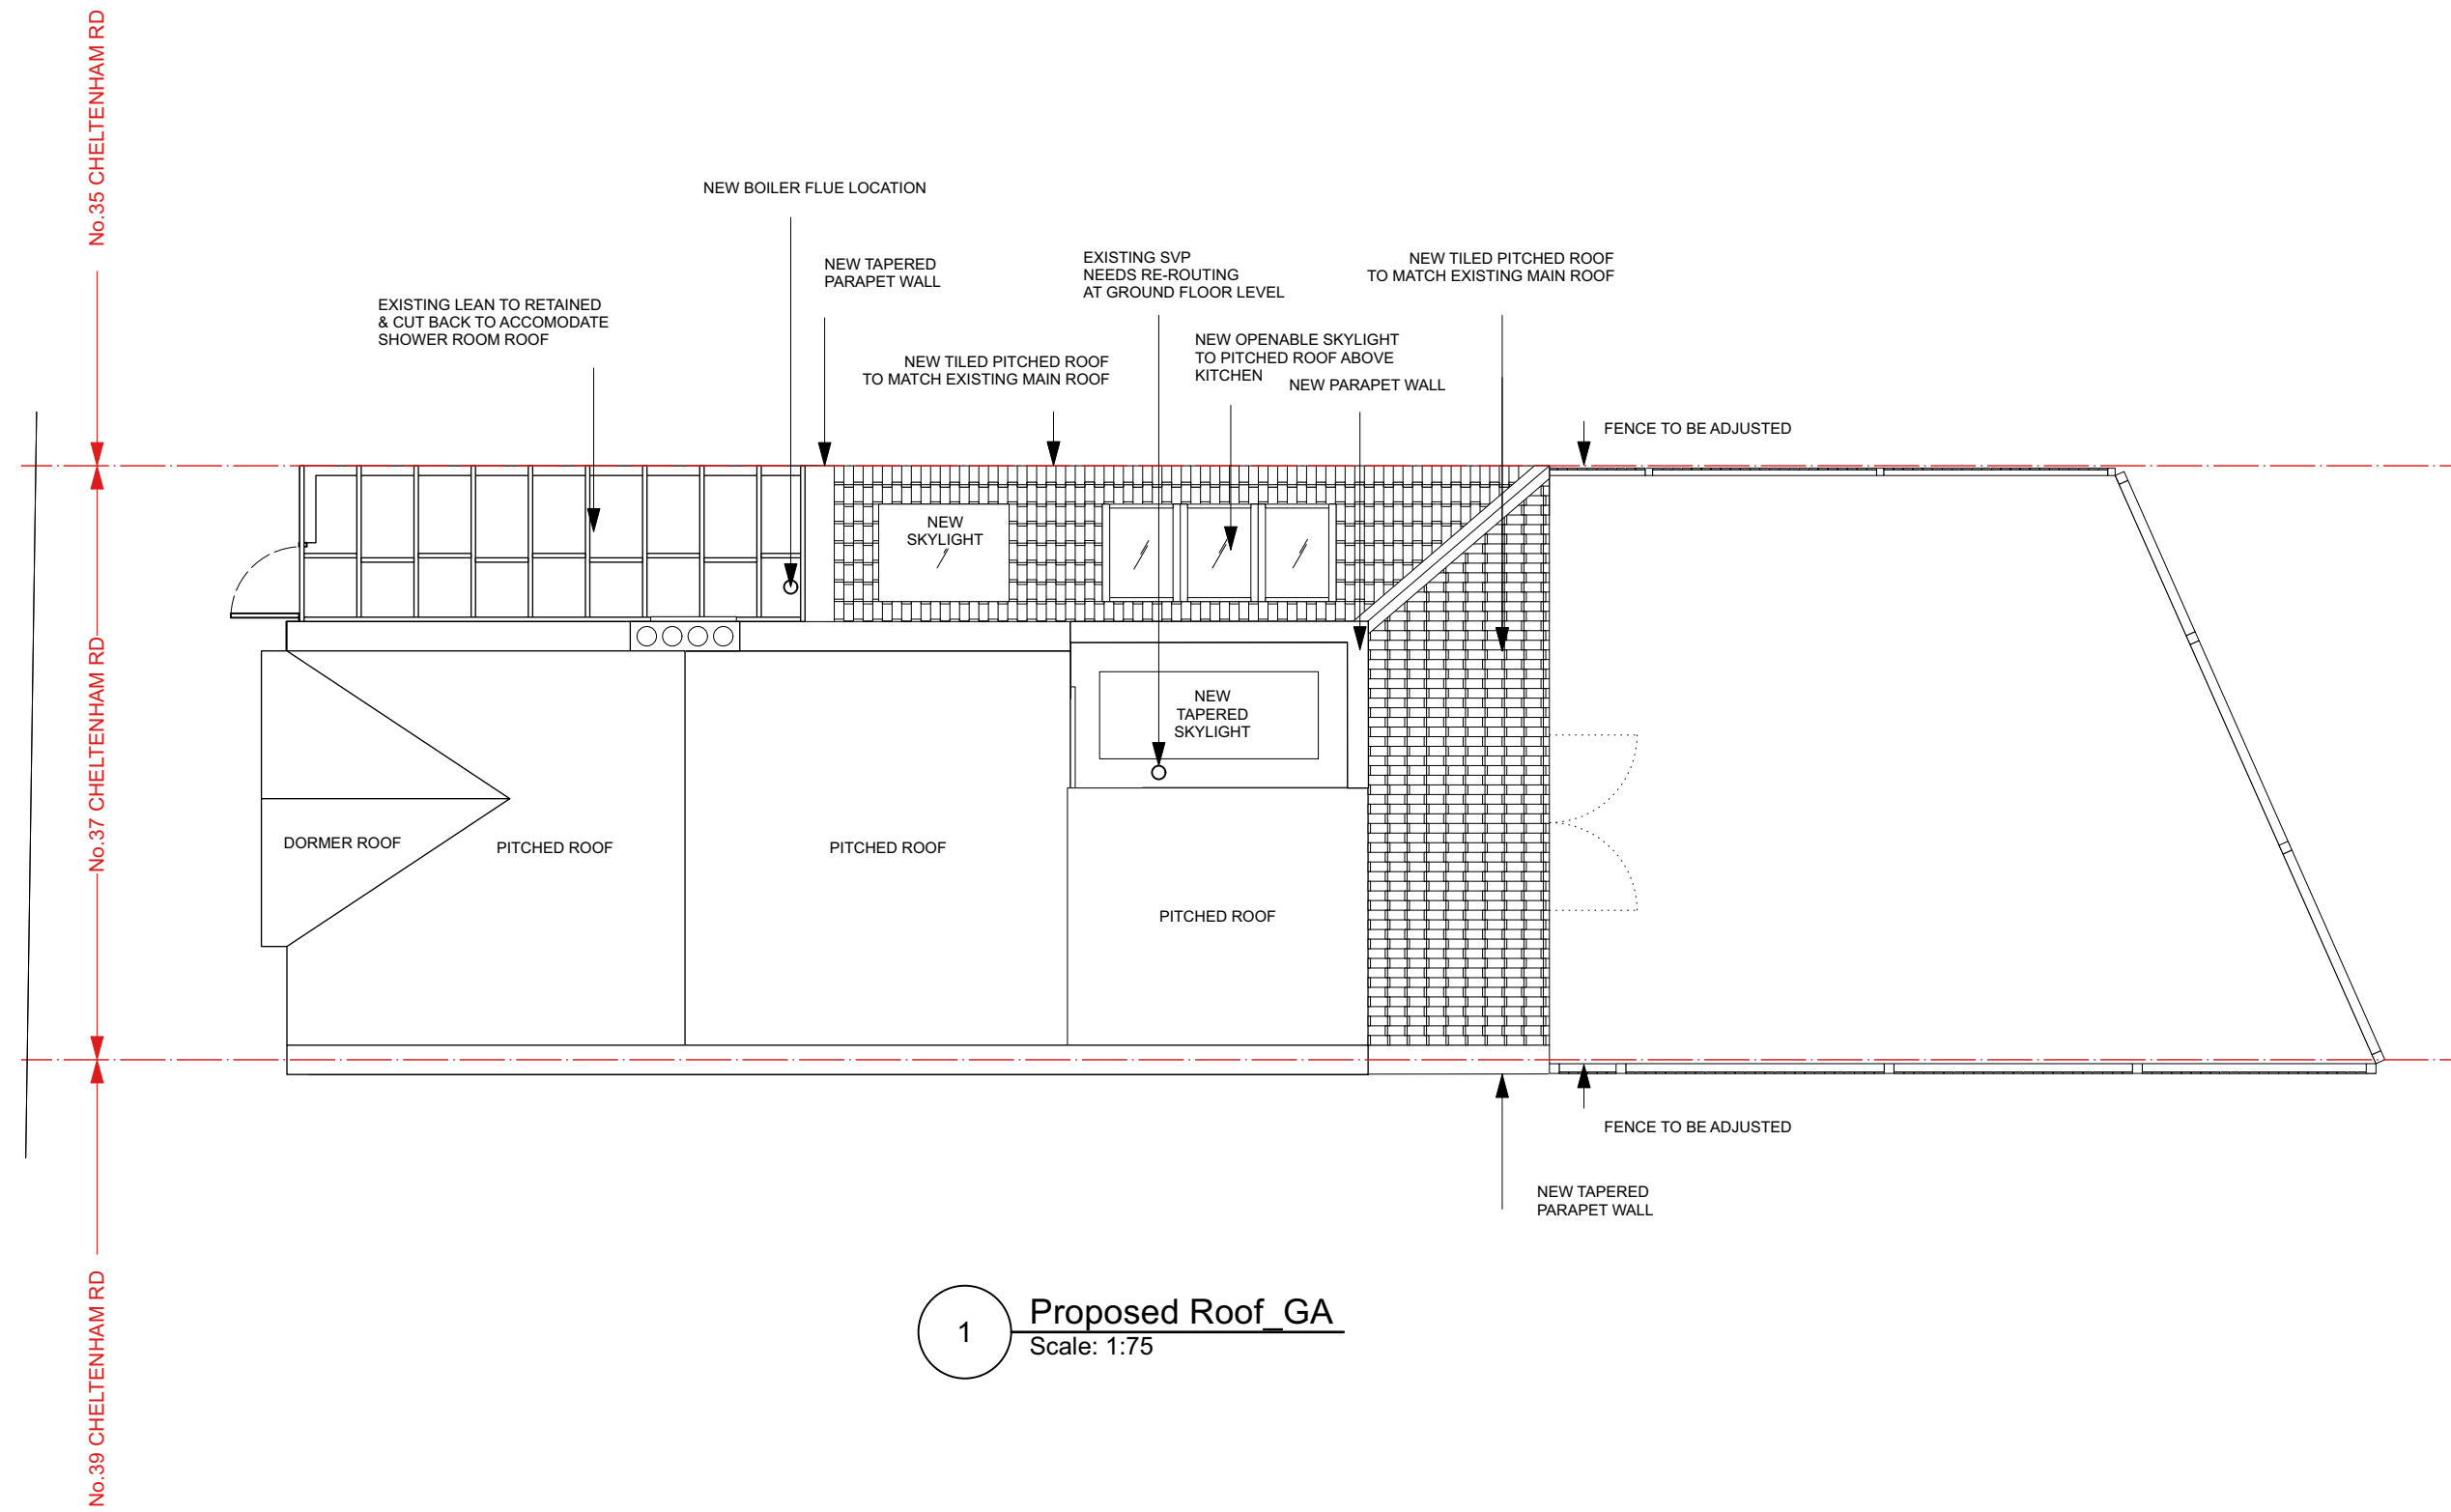 No.35 CHELTENHAM RD
NEW BOILER FLUE LOCATION
NEW TAPERED
PARAPET WALL
EXISTING SVP
NEEDS RE-ROUTING
AT GROUND FLOOR LEVEL
NEW TILED PITCHED ROOF
TO MATCH EXISTING MAIN ROOF
EXISTING LEAN TO RETAINED
& CUT BACK TO ACCOMODATE
SHOWER ROOM ROOF
NEW TILED PITCHED ROOF
TO MATCH EXISTING MAIN ROOF
NEW OPENABLE SKYLIGHT
TO PITCHED ROOF ABOVE
KITCHEN
NEW PARAPET WALL
FENCE TO BE ADJUSTED
NEW
SKYLIGHT
No.37 CHELTENHAM RD
NEW
TAPERED
SKYLIGHT
DORMER ROOF
PITCHED ROOF
PITCHED ROOF
PITCHED ROOF
FENCE TO BE ADJUSTED
NEW TAPERED
PARAPET WALL
No.39 CHELTENHAM RD
1
Proposed Roof_GA
Scale: 1:75